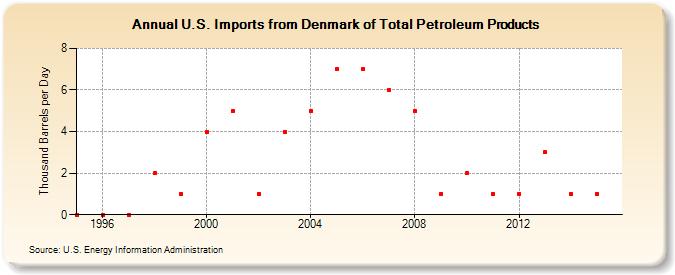 Annual U.S. Imports from Denmark of Total Petroleum Products
Thousand Barrels per Day
8
6
4
2
0
1996 2000 2004 2008 2012
Source: U.S. Energy Information Administration